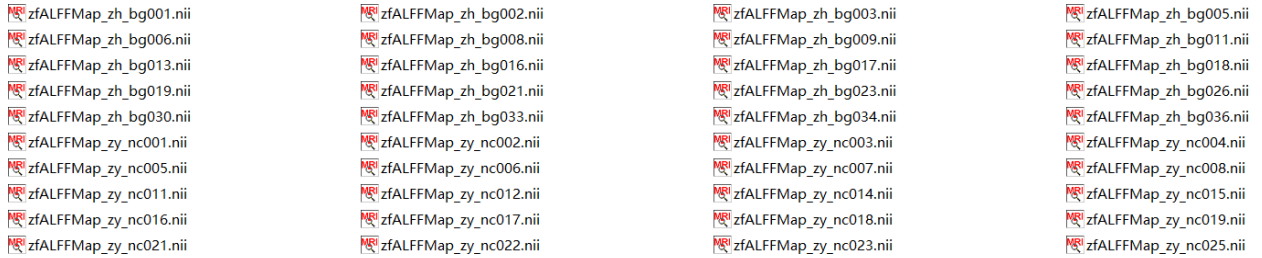 zfALFFMap_zh_bg001.nii zfALFFMap_zh_bg002.nii zfALFFMap_zh_bg003.nii zfALFFMap_zh_bg005.nii
zfALFFMap_zh_bg006.nii zfALFFMap_zh_bg008.nii zfALFFMap_zh_bg009.nii zfALFFMap_zh_bg011.nii
zfALFFMap_zh_bg013.nii zfALFFMap_zh_bg016.nii zfALFFMap_zh_bg017.nii zfALFFMap_zh_bg018.nii
zfALFFMap_zh_bg019.nii zfALFFMap_zh_bg021.nii zfALFFMap_zh_bg023.nii zfALFFMap_zh_bg026.nii
zfALFFMap_zh_bg030.nii zfALFFMap_zh_bg033.nii zfALFFMap_zh_bg034.nii zfALFFMap_zh_bg036.nii
zfALFFMap_zy_nc001.nii zfALFFMap_zy_nc002.nii zfALFFMap_zy_nc003.nii zfALFFMap_zy_nc004.nii
zfALFFMap_zy_nc005.nii zfALFFMap_zy_nc006.nii zfALFFMap_zy_nc007.nii zfALFFMap_zy_nc008.nii
zfALFFMap_zy_nc011.nii zfALFFMap_zy_nc012.nii zfALFFMap_zy_nc014.nii zfALFFMap_zy_nc015.nii
zfALFFMap_zy_nc016.nii zfALFFMap_zy_nc017.nii zfALFFMap_zy_nc018.nii zfALFFMap_zy_nc019.nii
zfALFFMap_zy_nc021.nii zfALFFMap_zy_nc022.nii zfALFFMap_zy_nc023.nii zfALFFMap_zy_nc025.nii